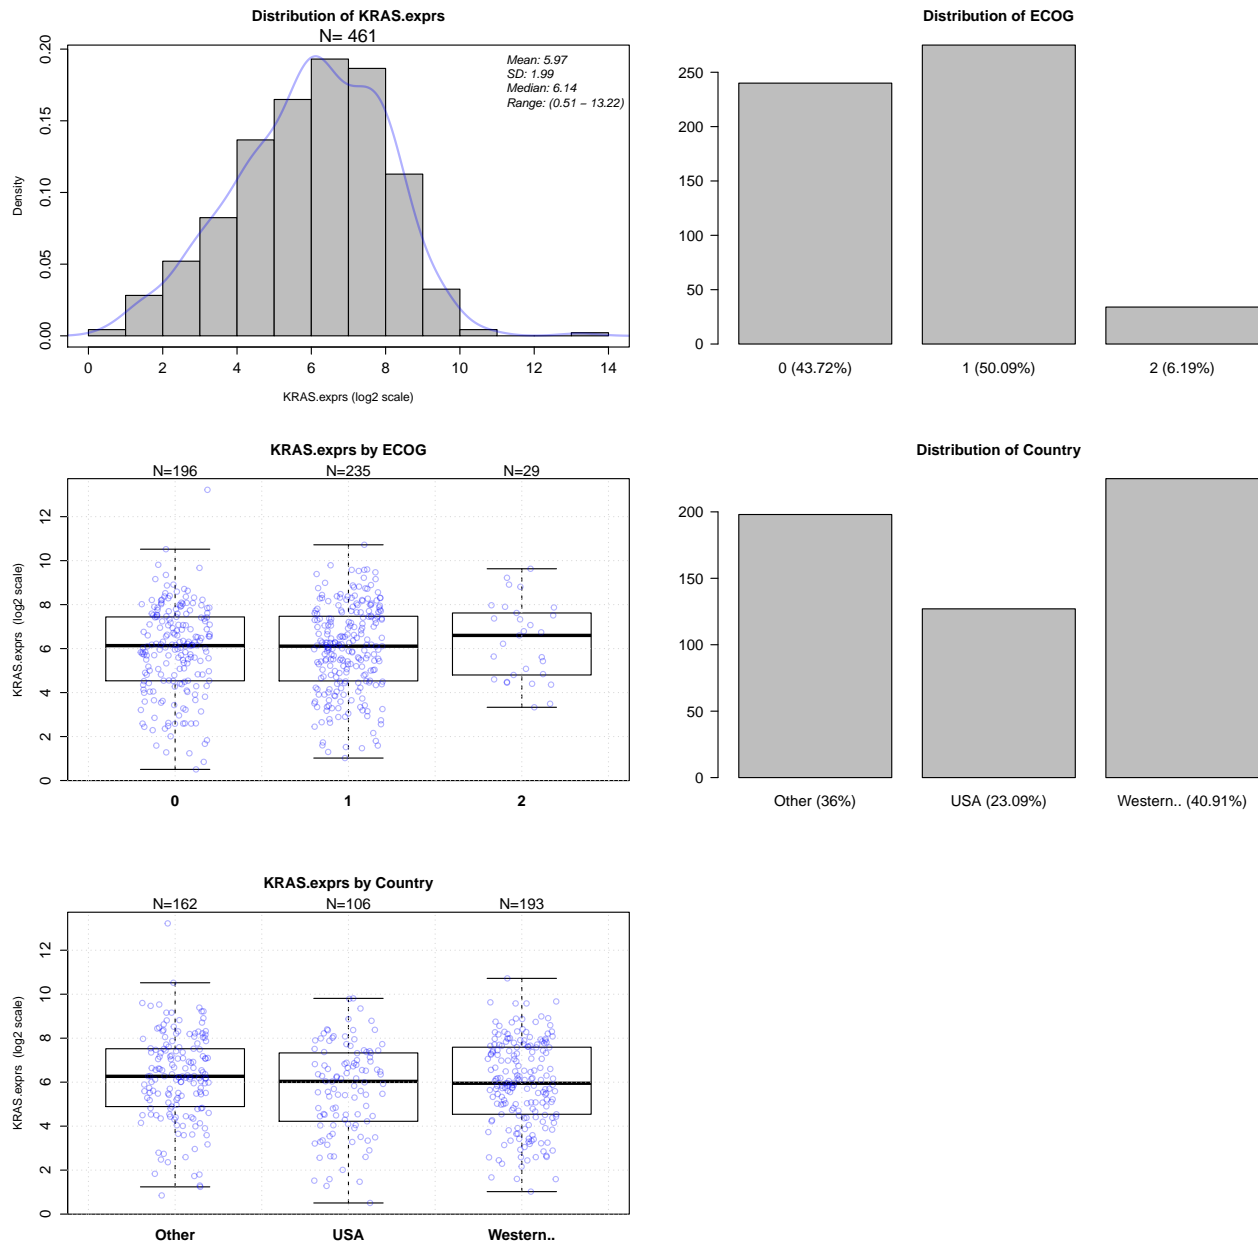 Distribution of KRAS.exprs
N= 461
Mean: 5.97
SD: 1.99
Median: 6.14
Range: (0.51 − 13.22)
Density
0.00
0.05
0.10
0.15
0.20
0
2
4
6
8
10
12
14
KRAS.exprs (log2 scale)
Distribution of ECOG
0
50
100
150
200
250
0 (43.72%)
1 (50.09%)
2 (6.19%)
KRAS.exprs by ECOG
N=196
N=235
N=29
KRAS.exprs  (log2 scale)
0
2
4
6
8
10
12
0
1
2
Distribution of Country
0
50
100
150
200
Other (36%)
USA (23.09%)
Western.. (40.91%)
KRAS.exprs by Country
N=162
N=106
N=193
KRAS.exprs  (log2 scale)
0
2
4
6
8
10
12
Other
USA
Western..